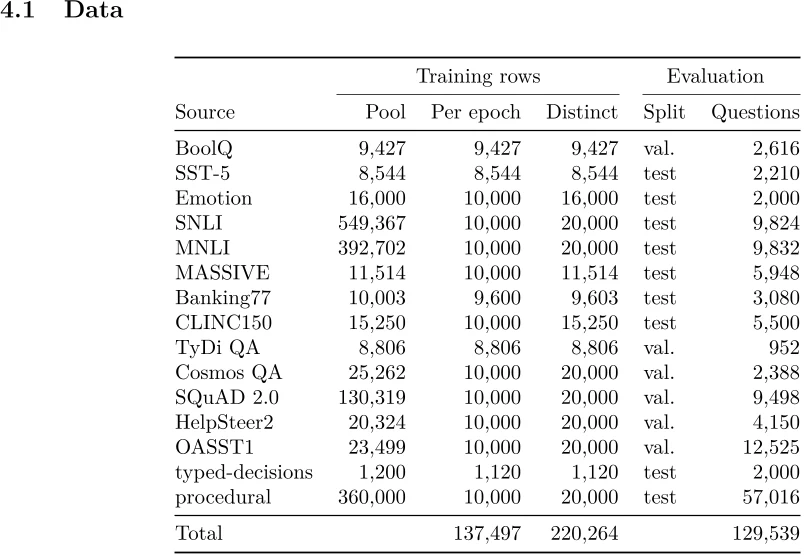 4.1 Data
Training rows Evaluation
Source Pool Per epoch Distinct Split Questions
BoolQ 9,427 9,427 9,427 val. 2,616
SST-5 8,544 8,544 8,544 test 2,210
Emotion 16,000 10,000 16,000 test 2,000
SNLI 549,367 10,000 20,000 test 9,824
MNLI 392,702 10,000 20,000 test 9,832
MASSIVE 11,514 10,000 11,514 test 5,948
Banking77 10,003 9,600 9,603 test 3,080
CLINC150 15,250 10,000 15,250 test 5,500
TyDi QA 8,806 8,806 8,806 val. 952
Cosmos QA 25,262 10,000 20,000 val. 2,388
SQuAD 2.0 130,319 10,000 20,000 val. 9,498
HelpSteer2 20,324 10,000 20,000 val. 4,150
OASST1 23,499 10,000 20,000 val. 12,525
typed-decisions 1,200 1,120 1,120 test 2,000
procedural 360,000 10,000 20,000 test 57,016
Total 137,497 220,264 129,539